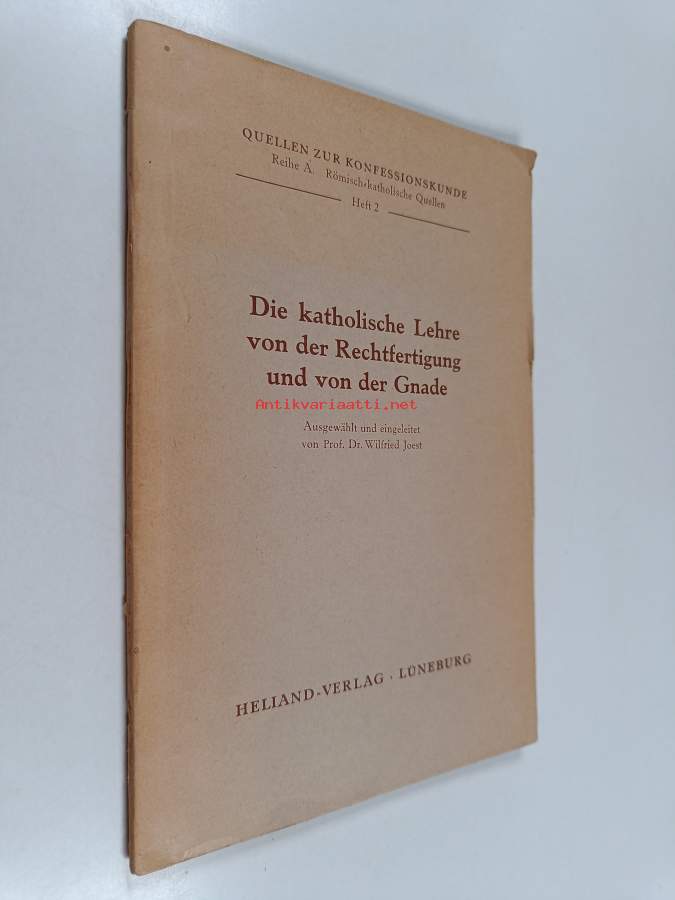 QUELLEN ZUR KONFESSIONSKUNDE
Reihe A. Römisch-katholische Quellen
Heft 2
Die katholische Lehre
von der Rechtfertigung
und von der Gnade
Antikvariaatti.net
Ausgewählt und eingeleitet
von Prof. Dr. Wilfried Joest
HELIAND-VERLAG · LÜNEBURG